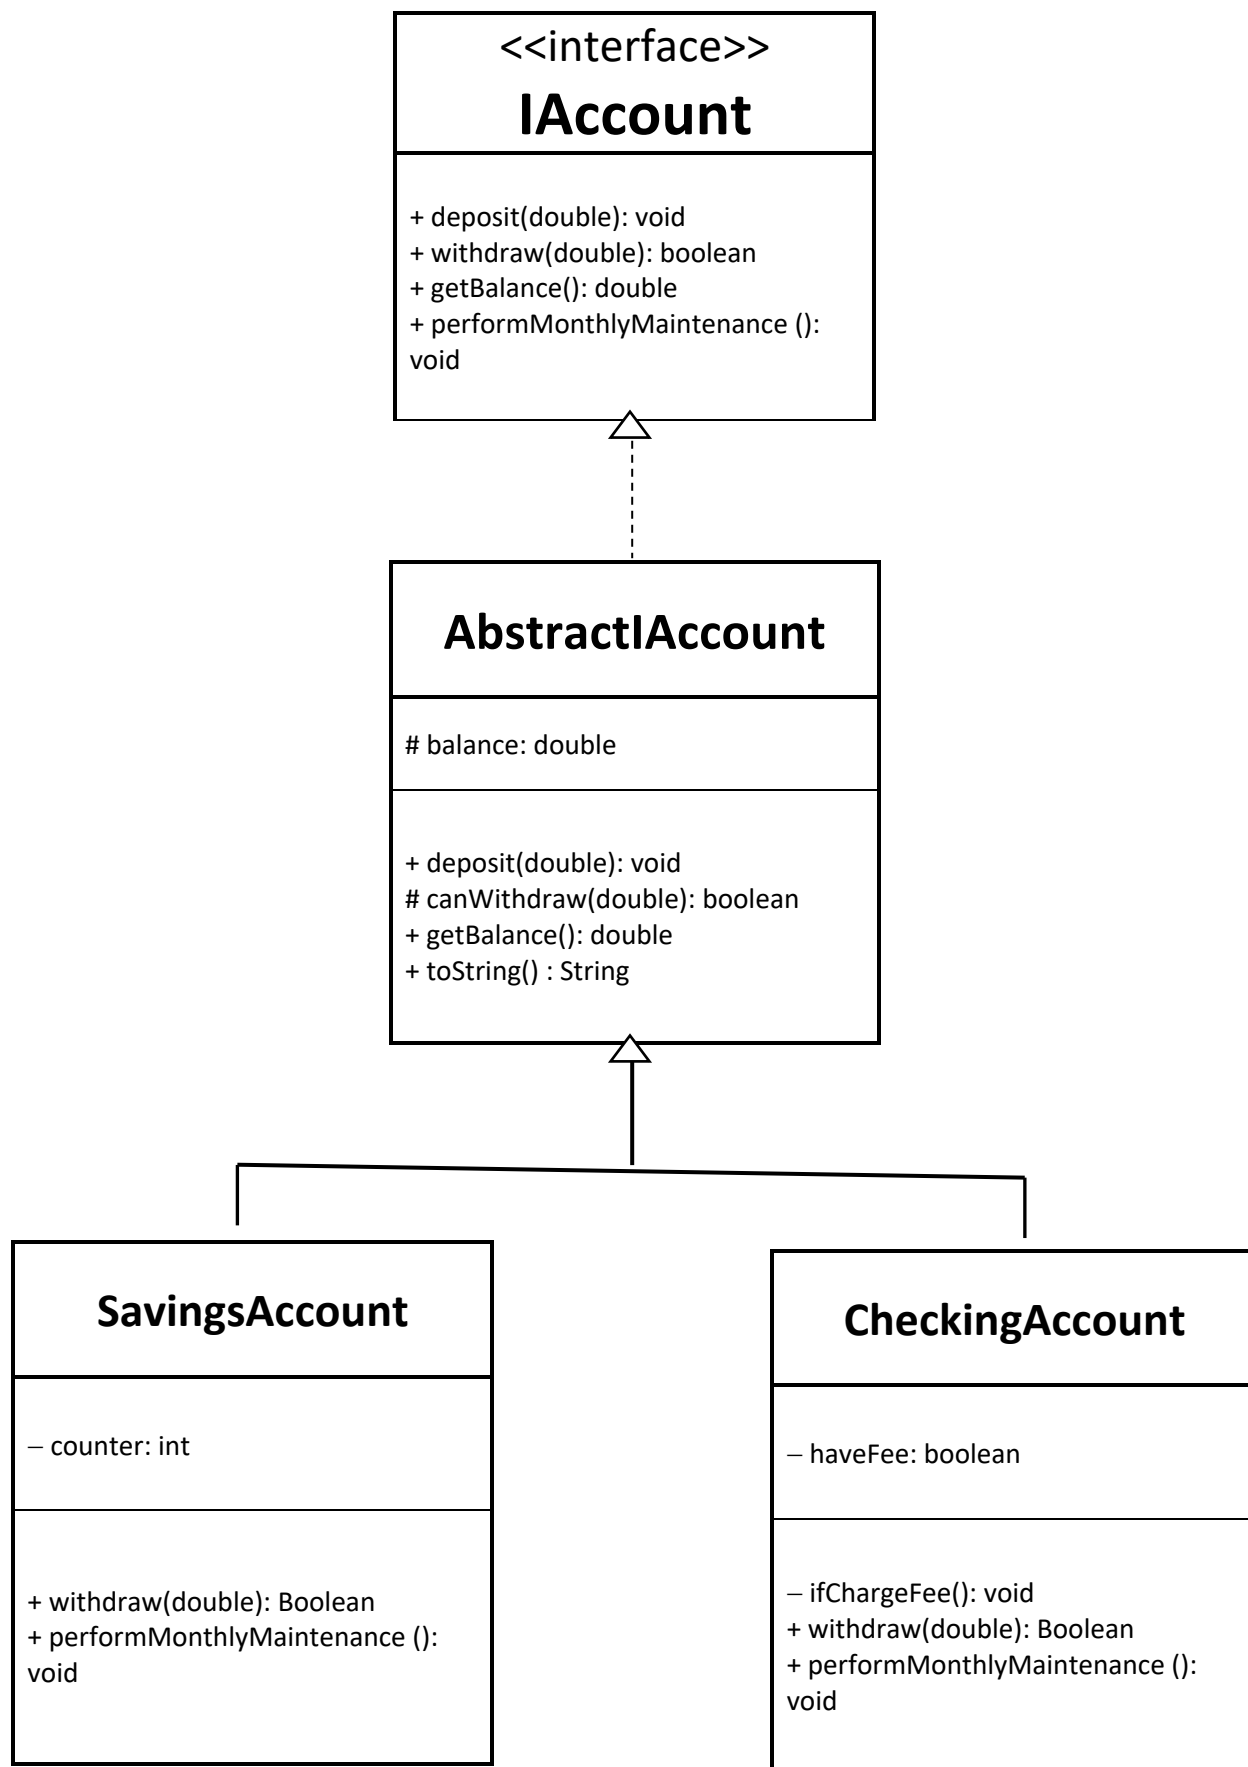 <<interface>>
IAccount
+ deposit(double): void
+ withdraw(double): boolean
+ getBalance(): double
+ performMonthlyMaintenance ():
void
AbstractIAccount
# balance: double
+ deposit(double): void
# canWithdraw(double): boolean
+ getBalance(): double
+ toString() : String
SavingsAccount
– counter: int
+ withdraw(double): Boolean
+ performMonthlyMaintenance ():
void
CheckingAccount
– haveFee: boolean
– ifChargeFee(): void
+ withdraw(double): Boolean
+ performMonthlyMaintenance ():
void